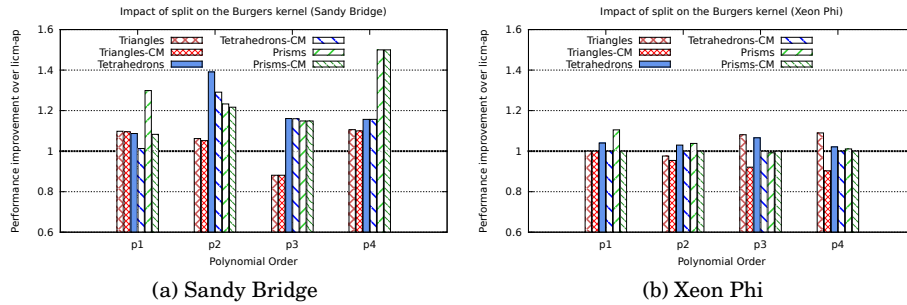 Impact of split on the Burgers kernel (Sandy Bridge)
Performance improvement over licm-ap
1.6
1.4
1.2
1
0.8
0.6
Triangles
Triangles-CM
Tetrahedrons
Tetrahedrons-CM
Prisms
Prisms-CM
p1 p2 p3 p4
Polynomial Order
(a) Sandy Bridge
Impact of split on the Burgers kernel (Xeon Phi)
Performance improvement over licm-ap
1.6
1.4
1.2
1
0.8
0.6
Triangles
Triangles-CM
Tetrahedrons
Tetrahedrons-CM
Prisms
Prisms-CM
p1 p2 p3 p4
Polynomial Order
(b) Xeon Phi